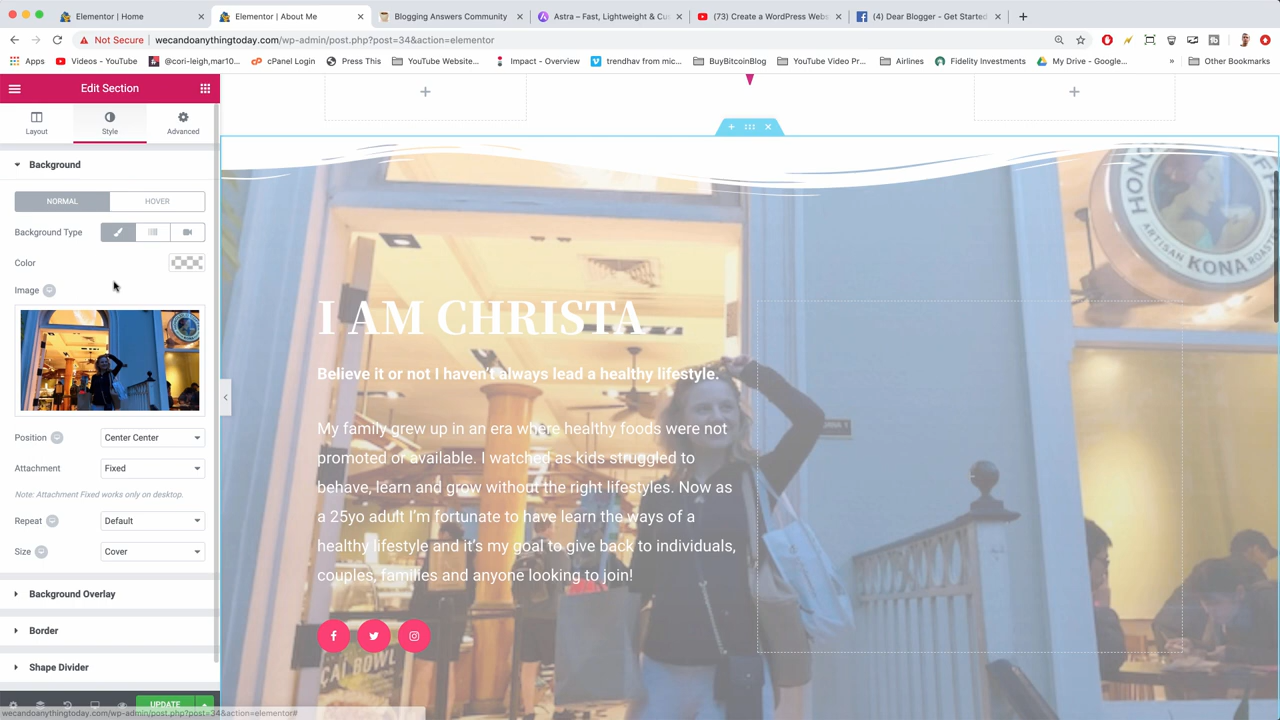 Elementor | Home
Elementor | About Me
Blogging Answers Community
Astra – Fast, Lightweight & Cus
(73) Create a WordPress Webs
(4) Dear Blogger - Get Started
Not Secure | wecandoanythingtoday.com/wp-admin/post.php?post=34&action=elementor
Apps
Videos - YouTube
@cori-leigh,mar10...
cPanel Login
Press This
YouTube Website...
Impact - Overview
trendhav from mic...
BuyBitcoinBlog
YouTube Video Pr...
Airlines
Fidelity Investments
My Drive - Google...
»
Other Bookmarks
Edit Section
Layout
Style
Advanced
Background
NORMAL
HOVER
Background Type
Color
Image
Position
Center Center
Attachment
Fixed
Note: Attachment Fixed works only on desktop.
Repeat
Default
Size
Cover
Background Overlay
Border
Shape Divider
UPDATE
wecandoanythingtoday.com/wp-admin/post.php?post=34&action=elementor#
ARTISAN KONA
I AM CHRISTA
Believe it or not I haven't always lead a healthy lifestyle.
My family grew up in an era where healthy foods were not
promoted or available. I watched as kids struggled to
behave, learn and grow without the right lifestyles. Now as
a 25yo adult I'm fortunate to have learn the ways of a
healthy lifestyle and it's my goal to give back to individuals,
couples, families and anyone looking to join!